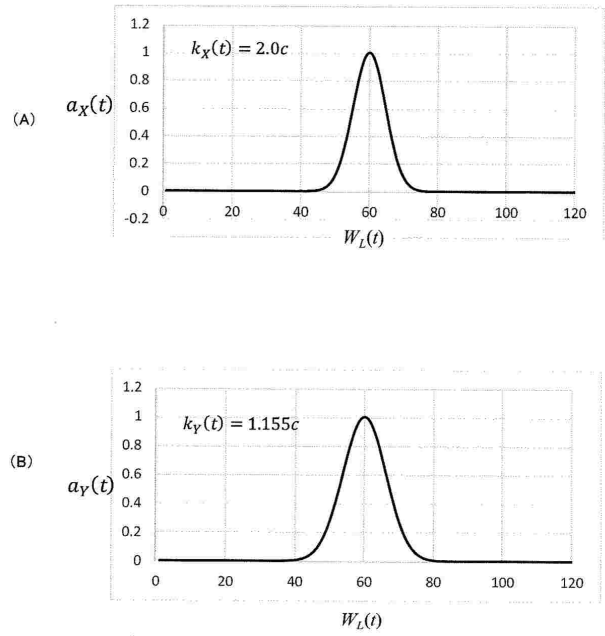 1.2
k_X(t) = 2.0c
1
0.8
(A) a_X(t) 0.6
0.4
0.2
0
-0.2
0 20 40 60 80 100 120
W_L(t)
1.2
k_Y(t) = 1.155c
1
0.8
(B) a_Y(t) 0.6
0.4
0.2
0
0 20 40 60 80 100 120
W_L(t)